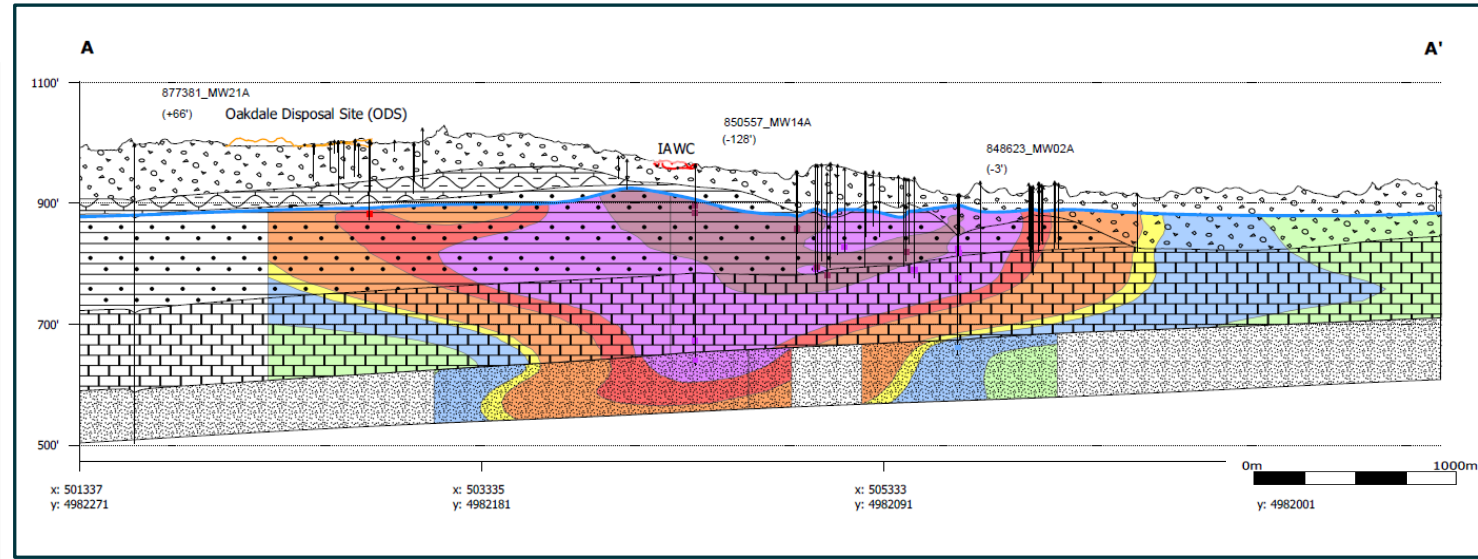 A
A'
1100'
877381_MW21A
(+66')
Oakdale Disposal Site (ODS)
850557_MW14A
(-128')
IAWC
848623_MW02A
(-3')
900'
700'
500'
0m
1000m
x: 501337
y: 4982271
x: 503335
y: 4982181
x: 505333
y: 4982091
y: 4982001